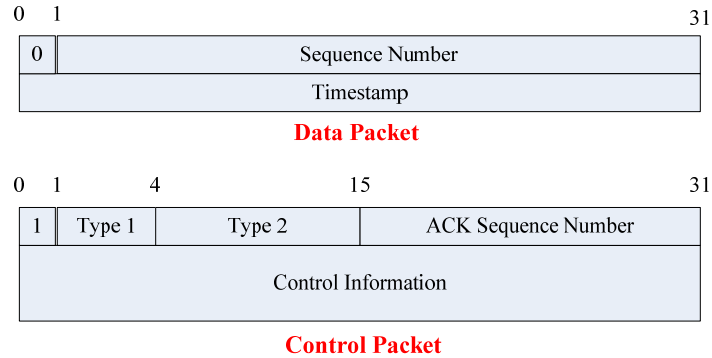 0 1 31
0 Sequence Number
Timestamp
Data Packet
0 1 4 15 31
1 Type 1 Type 2 ACK Sequence Number
Control Information
Control Packet